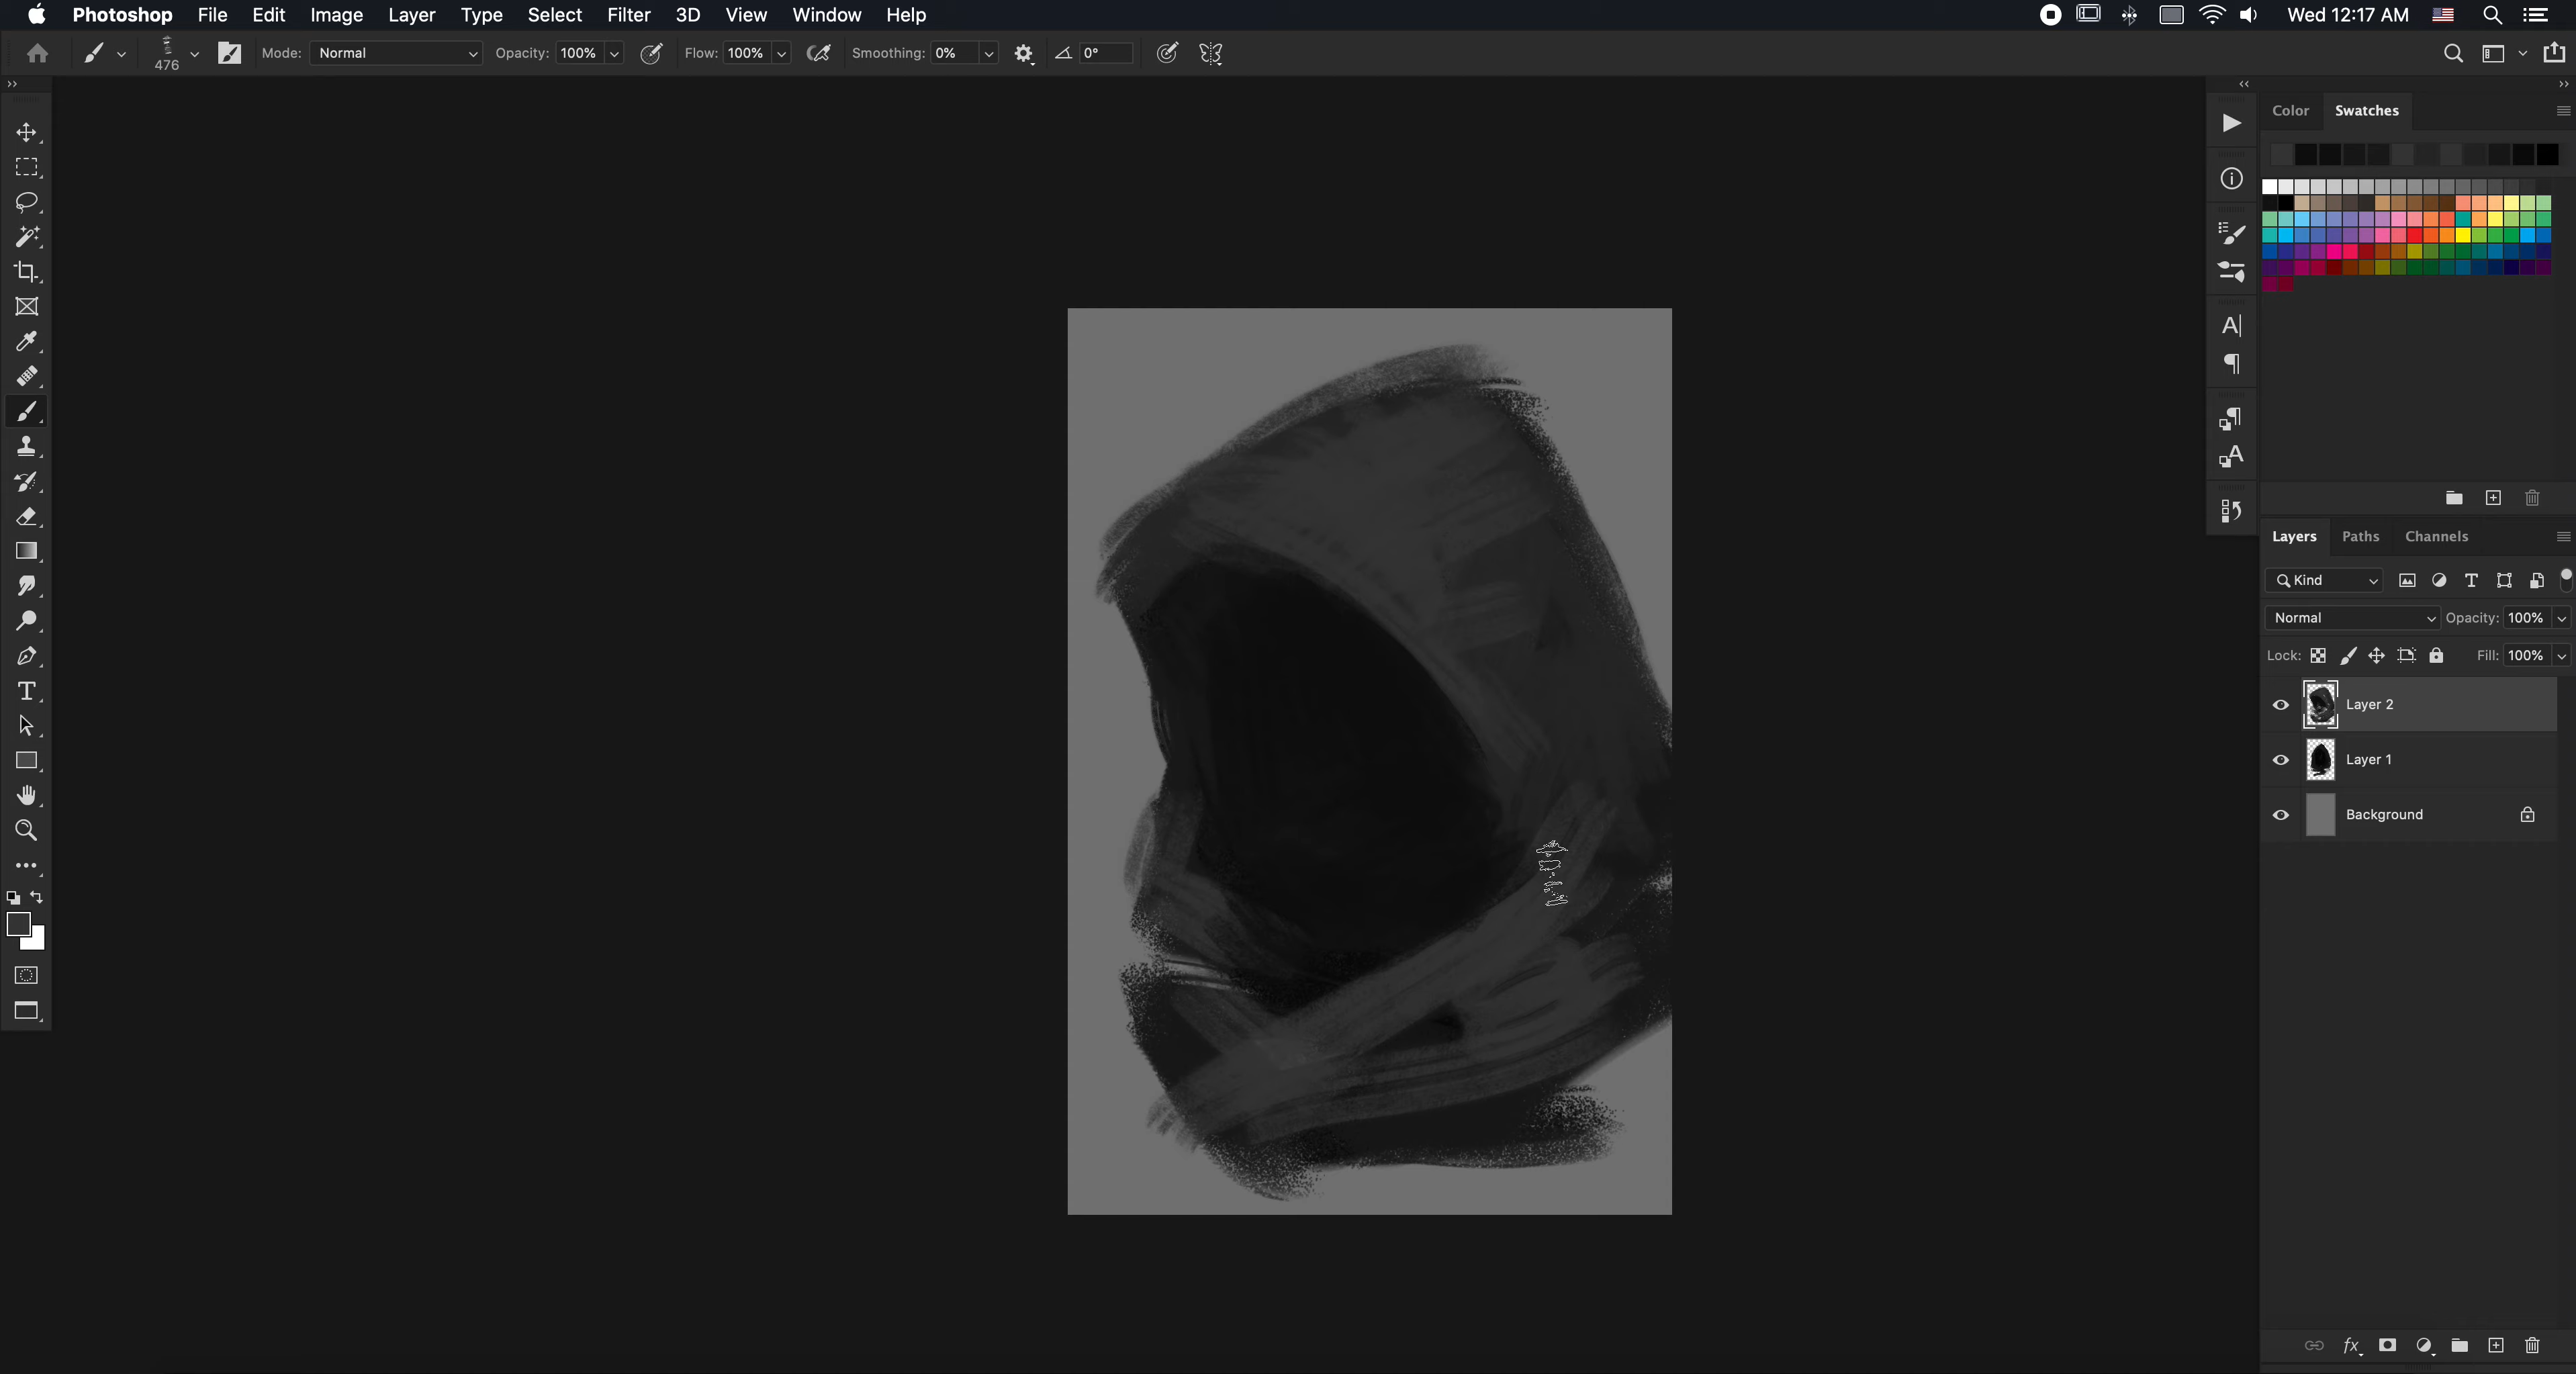 Photoshop File Edit Image Layer Type Select Filter 3D View Window Help Wed 12:17 AM
476 Mode: Normal Opacity: 100% Flow: 100% Smoothing: 0% 0°
Color Swatches
Layers Paths Channels
Kind
Normal Opacity: 100%
Lock: Fill: 100%
Layer 2
Layer 1
Background
fx